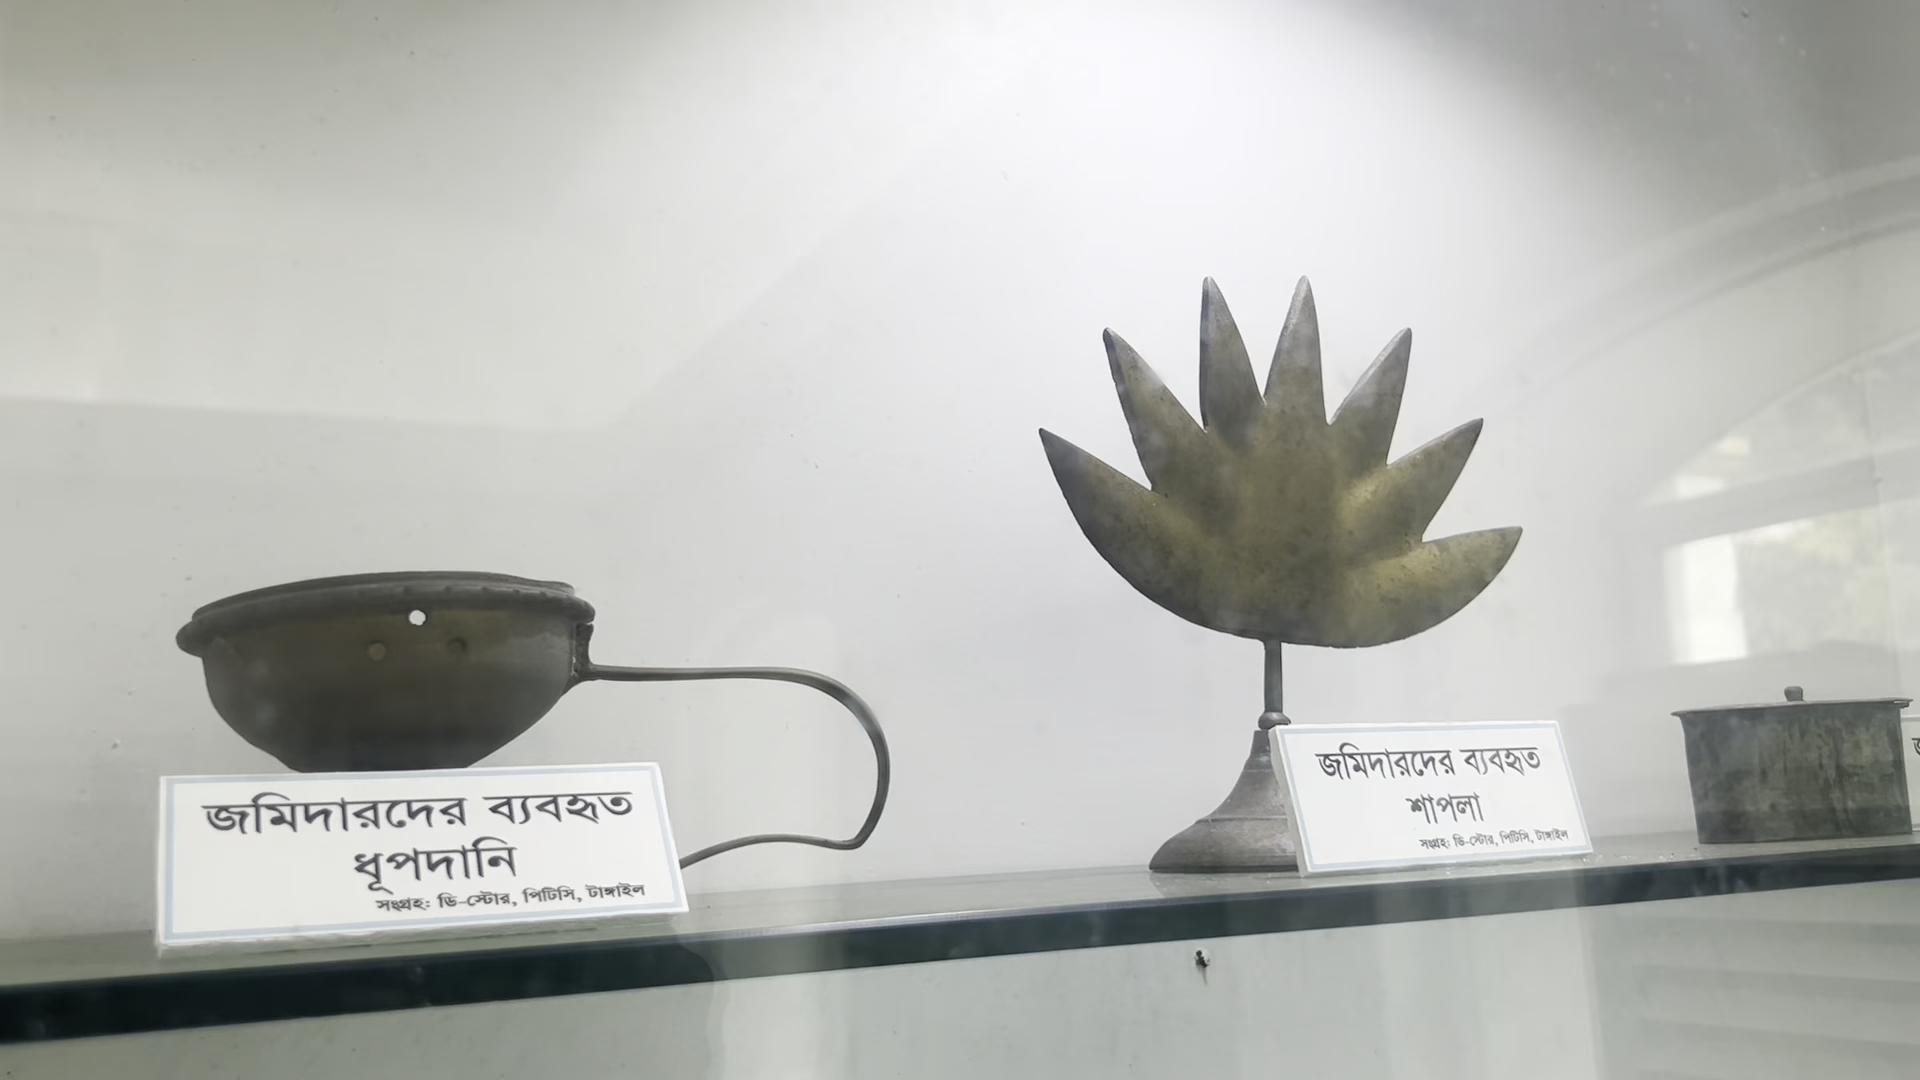 জমিদারদের ব্যবহৃত
ধূপদানি
সংগ্রহ: ডি-স্টোর, পিটিসি, টাঙ্গাইল
জমিদারদের ব্যবহৃত
শাপলা
সংগ্রহ: ডি-স্টোর, পিটিসি, টাঙ্গাইল